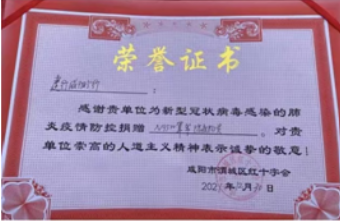 荣誉证书
：
感谢贵单位为新型冠状病毒感染的肺
炎疫情防控捐赠 。对贵
单位崇高的人道主义精神表示诚挚的敬意！
咸阳市渭城区红十字会
年 月 日